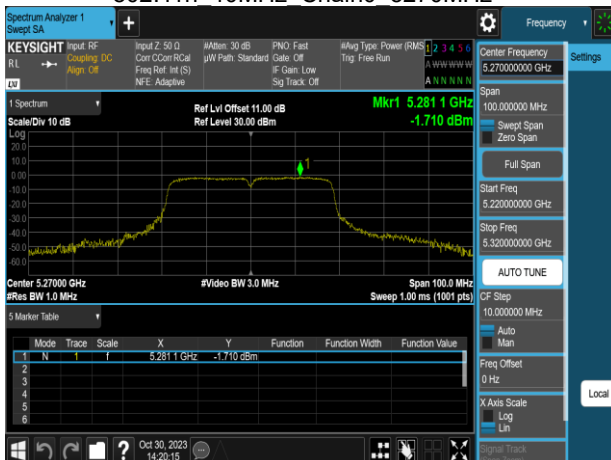 Spectrum Analyzer 1
Swept SA
+
Frequency
KEYSIGHT
RL
LXI
Input: RF
Coupling: DC
Align: Off
Input Z: 50 Ω
Corr CCorr RCal
Freq Ref: Int (S)
NFE: Adaptive
#Atten: 30 dB
µW Path: Standard
PNO: Fast
Gate: Off
IF Gain: Low
Sig Track: Off
#Avg Type: Power (RMS
Trig: Free Run
1 2 3 4 5 6
A W W W W W
A N N N N N
Center Frequency
5.270000000 GHz
Settings
Span
100.000000 MHz
Swept Span
Zero Span
Full Span
Start Freq
5.220000000 GHz
Stop Freq
5.320000000 GHz
AUTO TUNE
CF Step
10.000000 MHz
Auto
Man
Freq Offset
0 Hz
X Axis Scale
Log
Lin
Signal Track
Local
1 Spectrum
Scale/Div 10 dB
Ref Lvl Offset 11.00 dB
Ref Level 30.00 dBm
Mkr1 5.281 1 GHz
-1.710 dBm
Log
20.0
10.0
0.00
-10.0
-20.0
-30.0
-40.0
-50.0
-60.0
1
Center 5.27000 GHz
#Res BW 1.0 MHz
#Video BW 3.0 MHz
Span 100.0 MHz
Sweep 1.00 ms (1001 pts)
5 Marker Table
Mode Trace Scale X Y Function Function Width Function Value
1 N 1 f 5.281 1 GHz -1.710 dBm
2
3
4
5
6
?
Oct 30, 2023
14:20:15